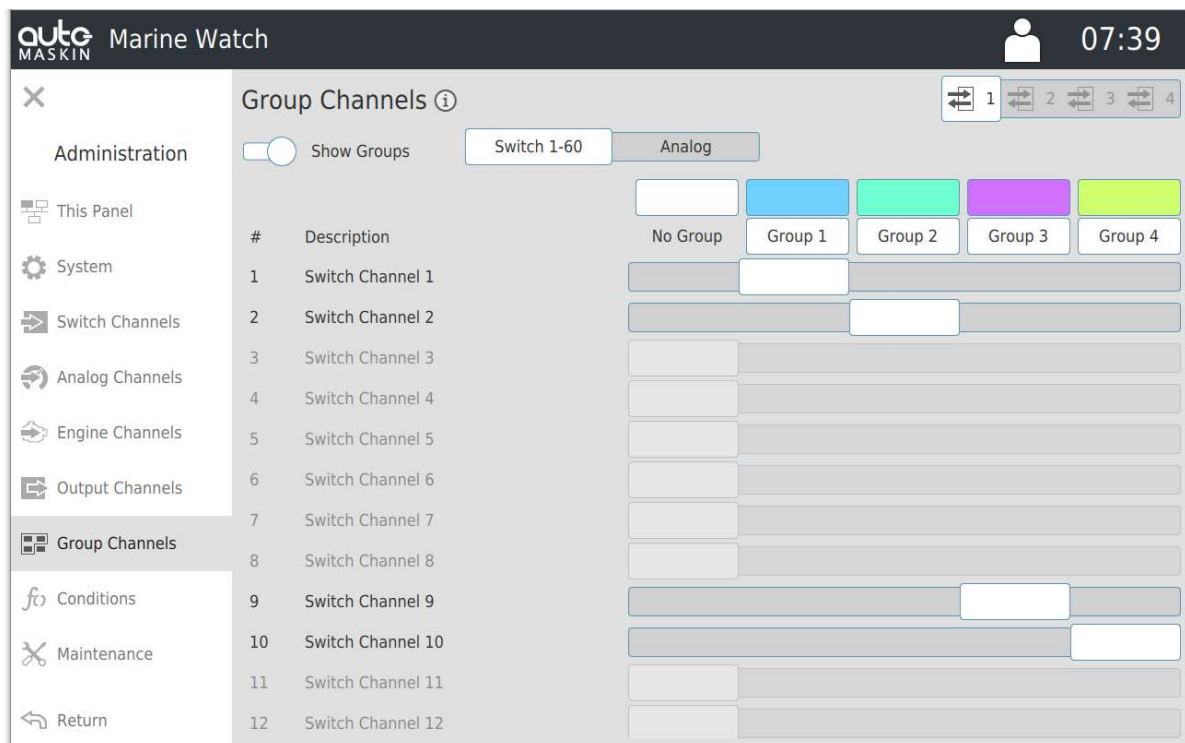 auto MASKIN Marine Watch 07:39
Group Channels i
1 2 3 4
Administration
Show Groups Switch 1-60 Analog
This Panel
# Description No Group Group 1 Group 2 Group 3 Group 4
System
1 Switch Channel 1
Switch Channels
2 Switch Channel 2
3 Switch Channel 3
Analog Channels
4 Switch Channel 4
Engine Channels
5 Switch Channel 5
Output Channels
6 Switch Channel 6
7 Switch Channel 7
Group Channels
8 Switch Channel 8
f() Conditions
9 Switch Channel 9
10 Switch Channel 10
Maintenance
11 Switch Channel 11
Return
12 Switch Channel 12